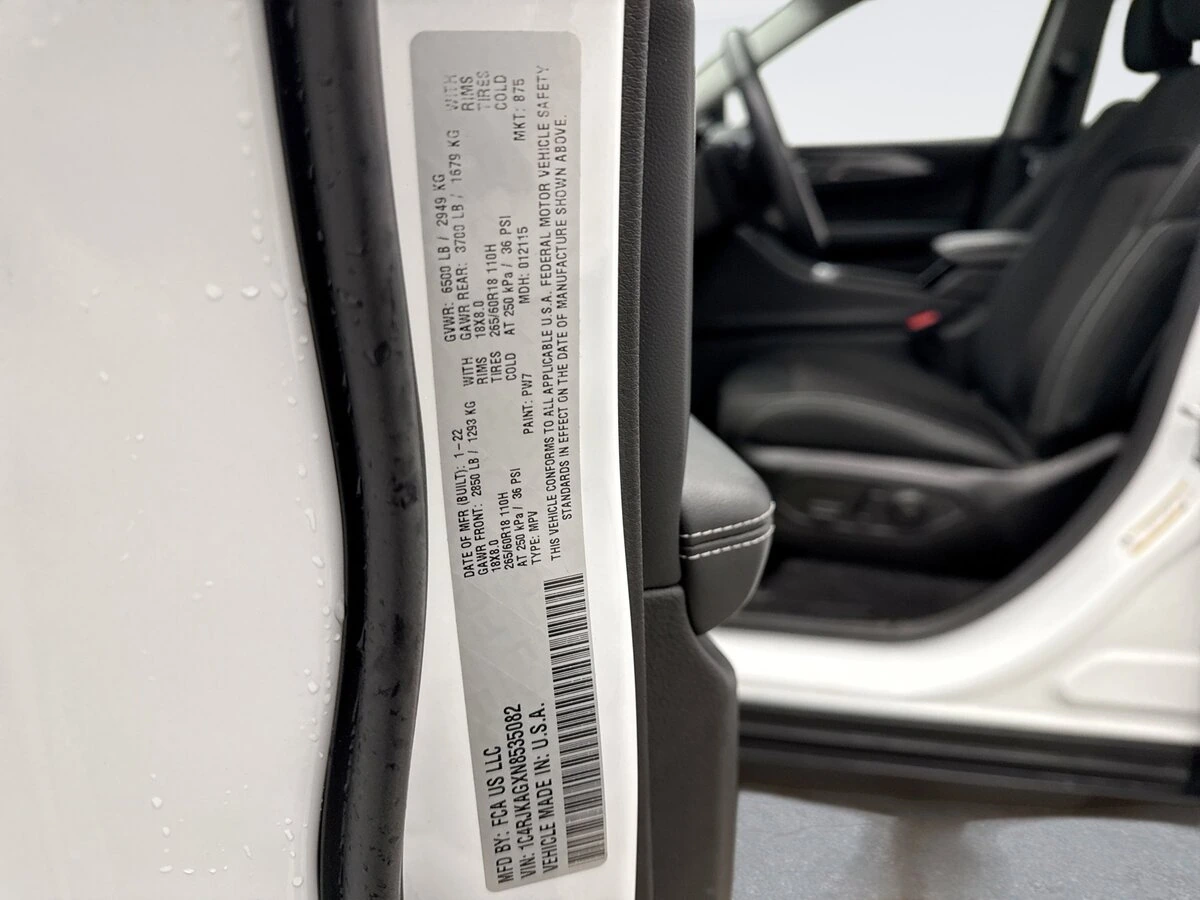 MFD BY: FCA US LLC
VIN: 1C4RJKAGXN8535082
VEHICLE MADE IN: U.S.A.
DATE OF MFR (BUILT): 1-22 GVWR: 6500 LB / 2949 KG
GAWR FRONT: 2850 LB / 1293 KG WITH GAWR REAR: 3700 LB / 1679 KG WITH
18X8.0 RIMS 18X8.0 RIMS
265/60R18 110H TIRES 265/60R18 110H TIRES
AT 250 kPa / 36 PSI COLD AT 250 kPa / 36 PSI COLD
TYPE: MPV PAINT: PW7 MDH: 012115 MKT: 875
THIS VEHICLE CONFORMS TO ALL APPLICABLE U.S.A. FEDERAL MOTOR VEHICLE SAFETY
STANDARDS IN EFFECT ON THE DATE OF MANUFACTURE SHOWN ABOVE.